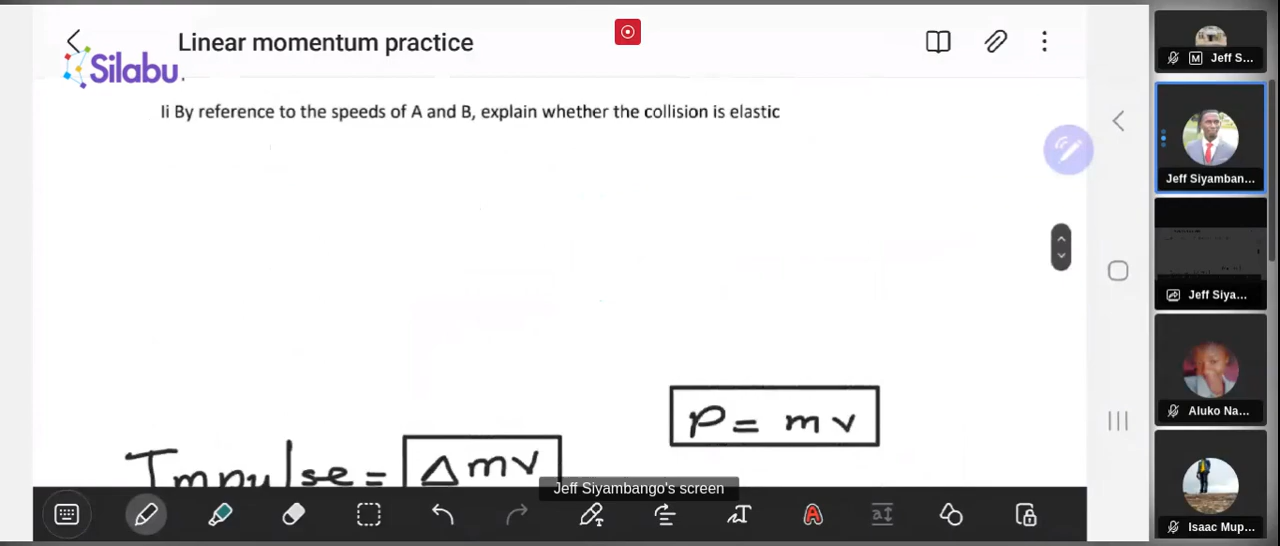 Linear momentum practice
Silabu.
Ii By reference to the speeds of A and B, explain whether the collision is elastic
P = mv
Impulse = Δmv
Jeff Siyambango's screen
M Jeff S...
Jeff Siyamban...
Jeff Siya...
Aluko Na...
Isaac Mup...